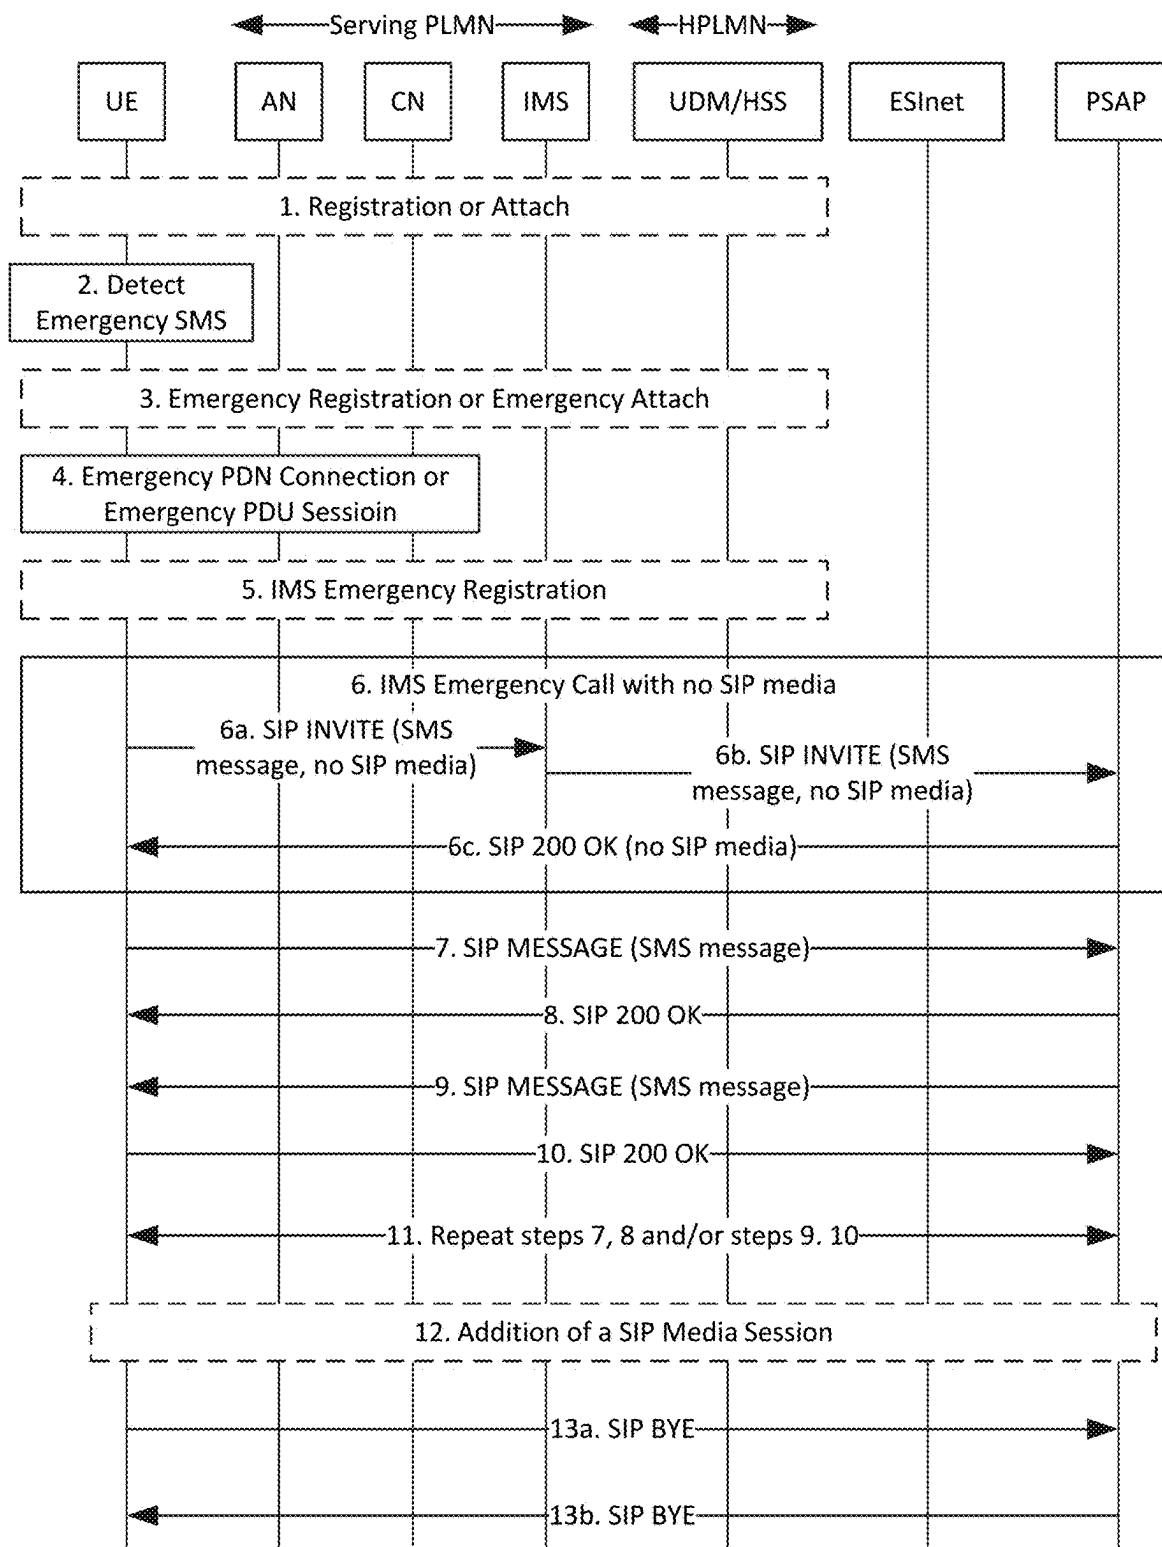 Serving PLMN
HPLMN
UE
AN
CN
IMS
UDM/HSS
ESInet
PSAP
1. Registration or Attach
2. Detect
Emergency SMS
3. Emergency Registration or Emergency Attach
4. Emergency PDN Connection or
Emergency PDU Sessioin
5. IMS Emergency Registration
6. IMS Emergency Call with no SIP media
6a. SIP INVITE (SMS
message, no SIP media)
6b. SIP INVITE (SMS
message, no SIP media)
6c. SIP 200 OK (no SIP media)
7. SIP MESSAGE (SMS message)
8. SIP 200 OK
9. SIP MESSAGE (SMS message)
10. SIP 200 OK
11. Repeat steps 7, 8 and/or steps 9. 10
12. Addition of a SIP Media Session
13a. SIP BYE
13b. SIP BYE